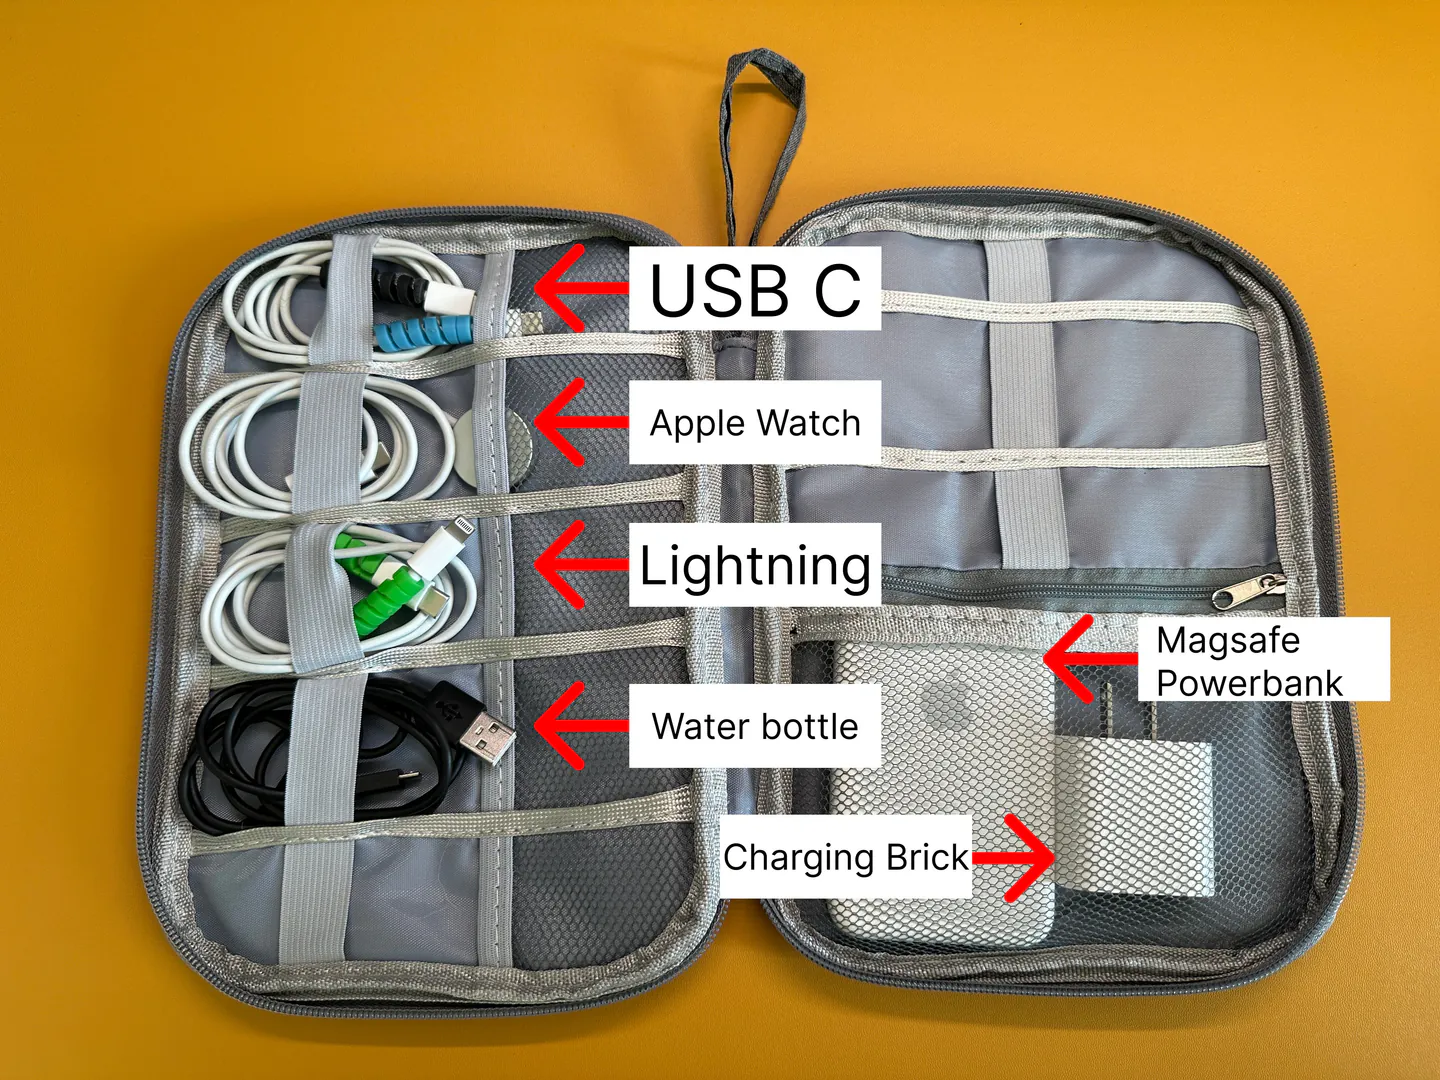 USB C
Apple Watch
Lightning
Magsafe
Powerbank
Water bottle
Charging Brick